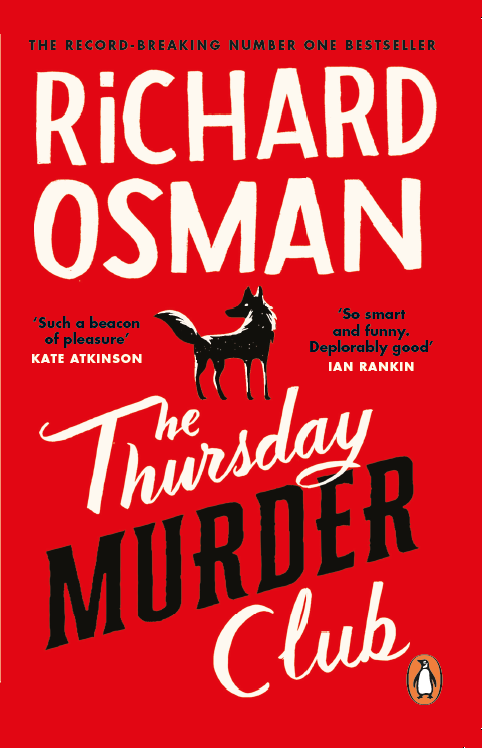 THE RECORD-BREAKING NUMBER ONE BESTSELLER
RiCHARD
OSMAN
‘Such a beacon
of pleasure’
KATE ATKINSON
‘So smart
and funny.
Deplorably good’
IAN RANKIN
The
Thursday
MURDER
Club